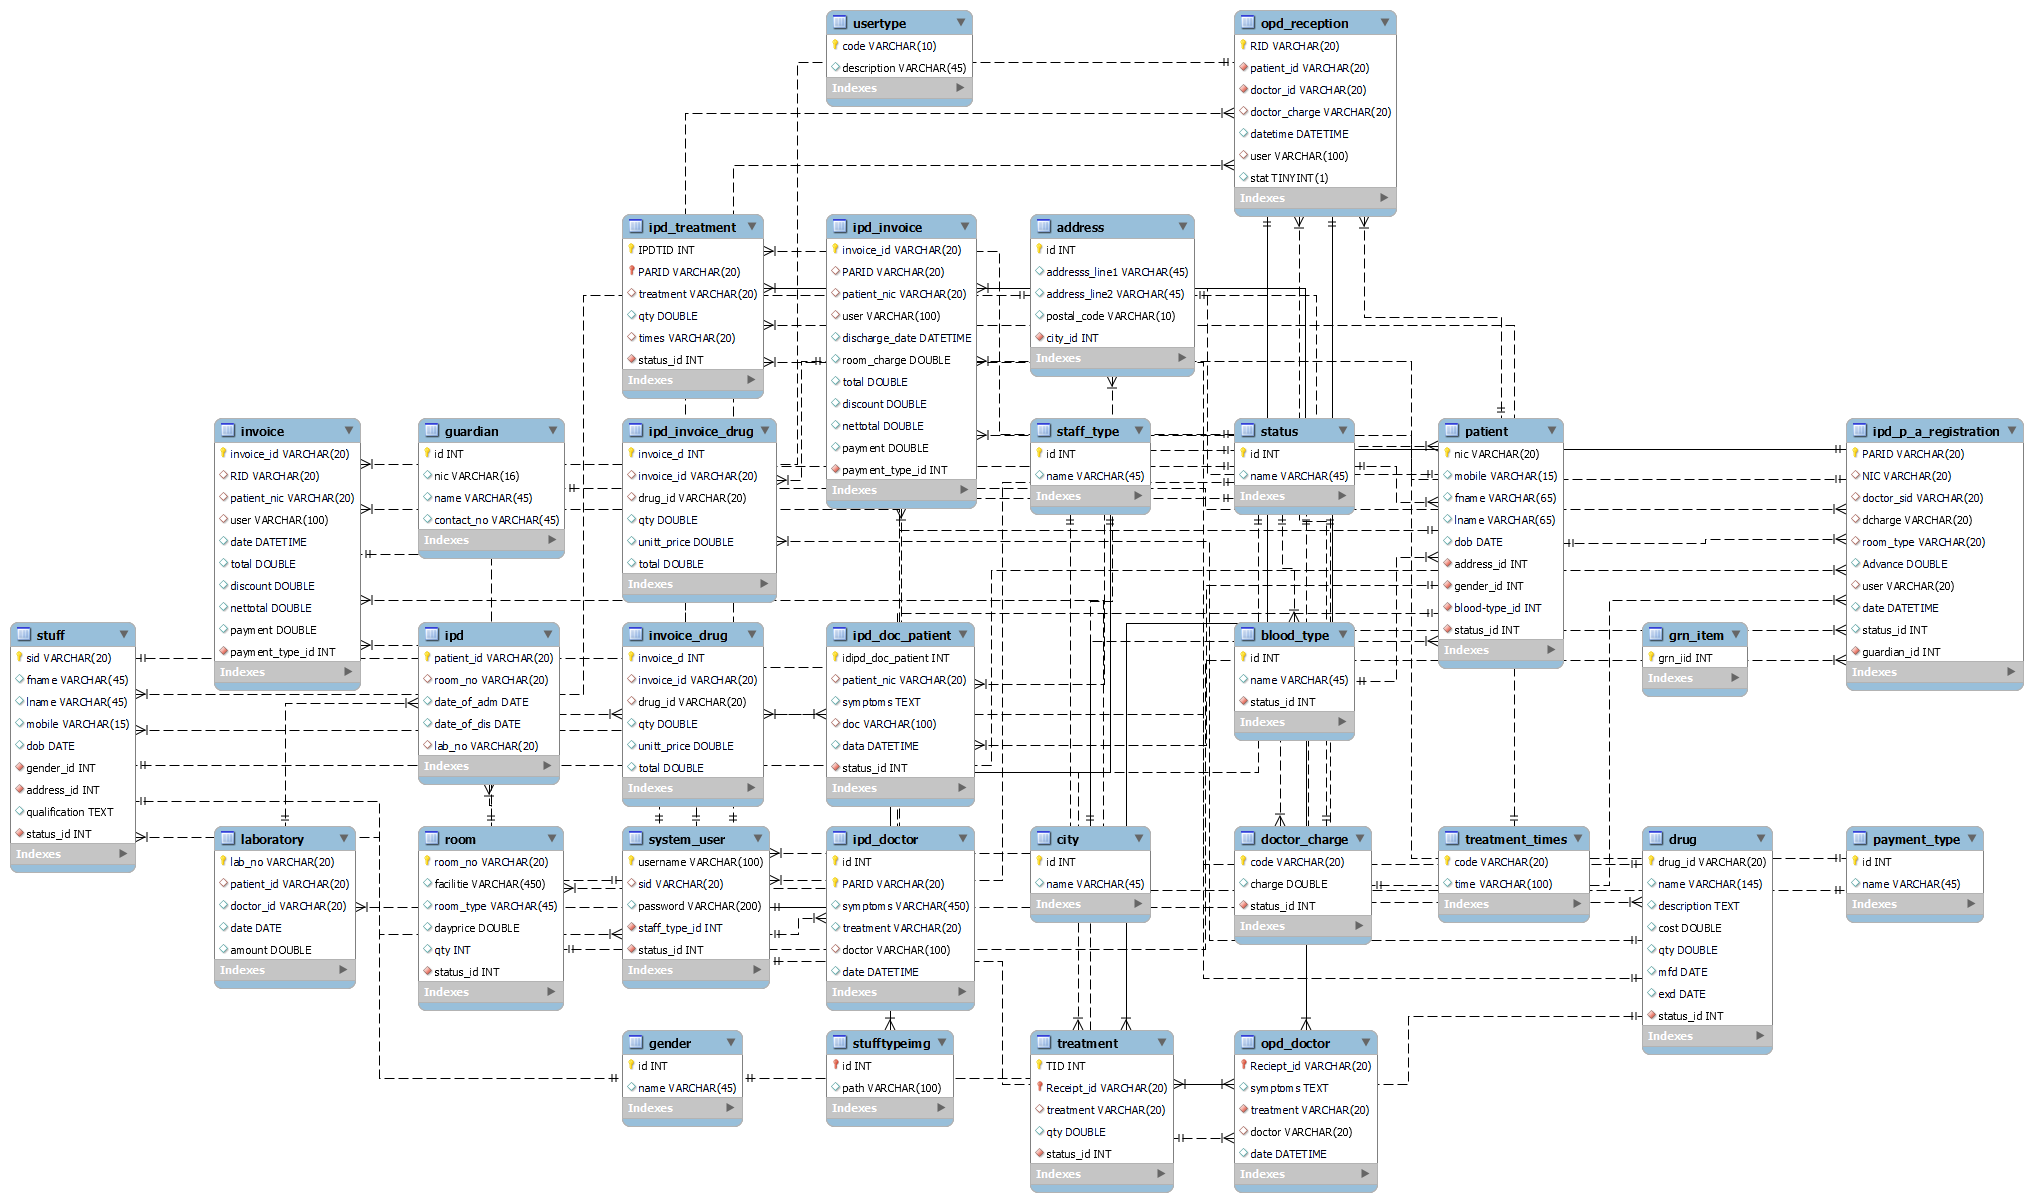 usertype
code VARCHAR(10)
description VARCHAR(45)
Indexes
opd_reception
RID VARCHAR(20)
patient_id VARCHAR(20)
doctor_id VARCHAR(20)
doctor_charge VARCHAR(20)
datetime DATETIME
user VARCHAR(100)
stat TINYINT(1)
Indexes
ipd_treatment
IPDTID INT
PARID VARCHAR(20)
treatment VARCHAR(20)
qty DOUBLE
times VARCHAR(20)
status_id INT
Indexes
ipd_invoice
invoice_id VARCHAR(20)
PARID VARCHAR(20)
patient_nic VARCHAR(20)
user VARCHAR(100)
discharge_date DATETIME
room_charge DOUBLE
total DOUBLE
discount DOUBLE
nettotal DOUBLE
payment DOUBLE
payment_type_id INT
Indexes
address
id INT
addresss_line1 VARCHAR(45)
address_line2 VARCHAR(45)
postal_code VARCHAR(10)
city_id INT
Indexes
invoice
invoice_id VARCHAR(20)
RID VARCHAR(20)
patient_nic VARCHAR(20)
user VARCHAR(100)
date DATETIME
total DOUBLE
discount DOUBLE
nettotal DOUBLE
payment DOUBLE
payment_type_id INT
Indexes
guardian
id INT
nic VARCHAR(16)
name VARCHAR(45)
contact_no VARCHAR(45)
Indexes
ipd_invoice_drug
invoice_d INT
invoice_id VARCHAR(20)
drug_id VARCHAR(20)
qty DOUBLE
unitt_price DOUBLE
total DOUBLE
Indexes
staff_type
id INT
name VARCHAR(45)
Indexes
status
id INT
name VARCHAR(45)
Indexes
patient
nic VARCHAR(20)
mobile VARCHAR(15)
fname VARCHAR(65)
lname VARCHAR(65)
dob DATE
address_id INT
gender_id INT
blood-type_id INT
status_id INT
Indexes
ipd_p_a_registration
PARID VARCHAR(20)
NIC VARCHAR(20)
doctor_sid VARCHAR(20)
dcharge VARCHAR(20)
room_type VARCHAR(20)
Advance DOUBLE
user VARCHAR(20)
date DATETIME
status_id INT
guardian_id INT
Indexes
stuff
sid VARCHAR(20)
fname VARCHAR(45)
lname VARCHAR(45)
mobile VARCHAR(15)
dob DATE
gender_id INT
address_id INT
qualification TEXT
status_id INT
Indexes
ipd
patient_id VARCHAR(20)
room_no VARCHAR(20)
date_of_adm DATE
date_of_dis DATE
lab_no VARCHAR(20)
Indexes
invoice_drug
invoice_d INT
invoice_id VARCHAR(20)
drug_id VARCHAR(20)
qty DOUBLE
unitt_price DOUBLE
total DOUBLE
Indexes
ipd_doc_patient
idipd_doc_patient INT
patient_nic VARCHAR(20)
symptoms TEXT
doc VARCHAR(100)
data DATETIME
status_id INT
Indexes
blood_type
id INT
name VARCHAR(45)
status_id INT
Indexes
grn_item
grn_iid INT
Indexes
laboratory
lab_no VARCHAR(20)
patient_id VARCHAR(20)
doctor_id VARCHAR(20)
date DATE
amount DOUBLE
Indexes
room
room_no VARCHAR(20)
facilitie VARCHAR(450)
room_type VARCHAR(45)
dayprice DOUBLE
qty INT
status_id INT
Indexes
system_user
username VARCHAR(100)
sid VARCHAR(20)
password VARCHAR(200)
staff_type_id INT
status_id INT
Indexes
ipd_doctor
id INT
PARID VARCHAR(20)
symptoms VARCHAR(450)
treatment VARCHAR(20)
doctor VARCHAR(100)
date DATETIME
Indexes
city
id INT
name VARCHAR(45)
Indexes
doctor_charge
code VARCHAR(20)
charge DOUBLE
status_id INT
Indexes
treatment_times
code VARCHAR(20)
time VARCHAR(100)
Indexes
drug
drug_id VARCHAR(20)
name VARCHAR(145)
description TEXT
cost DOUBLE
qty DOUBLE
mfd DATE
exd DATE
status_id INT
Indexes
payment_type
id INT
name VARCHAR(45)
Indexes
gender
id INT
name VARCHAR(45)
Indexes
stufftypeimg
id INT
path VARCHAR(100)
Indexes
treatment
TID INT
Receipt_id VARCHAR(20)
treatment VARCHAR(20)
qty DOUBLE
status_id INT
Indexes
opd_doctor
Reciept_id VARCHAR(20)
symptoms TEXT
treatment VARCHAR(20)
doctor VARCHAR(20)
date DATETIME
Indexes